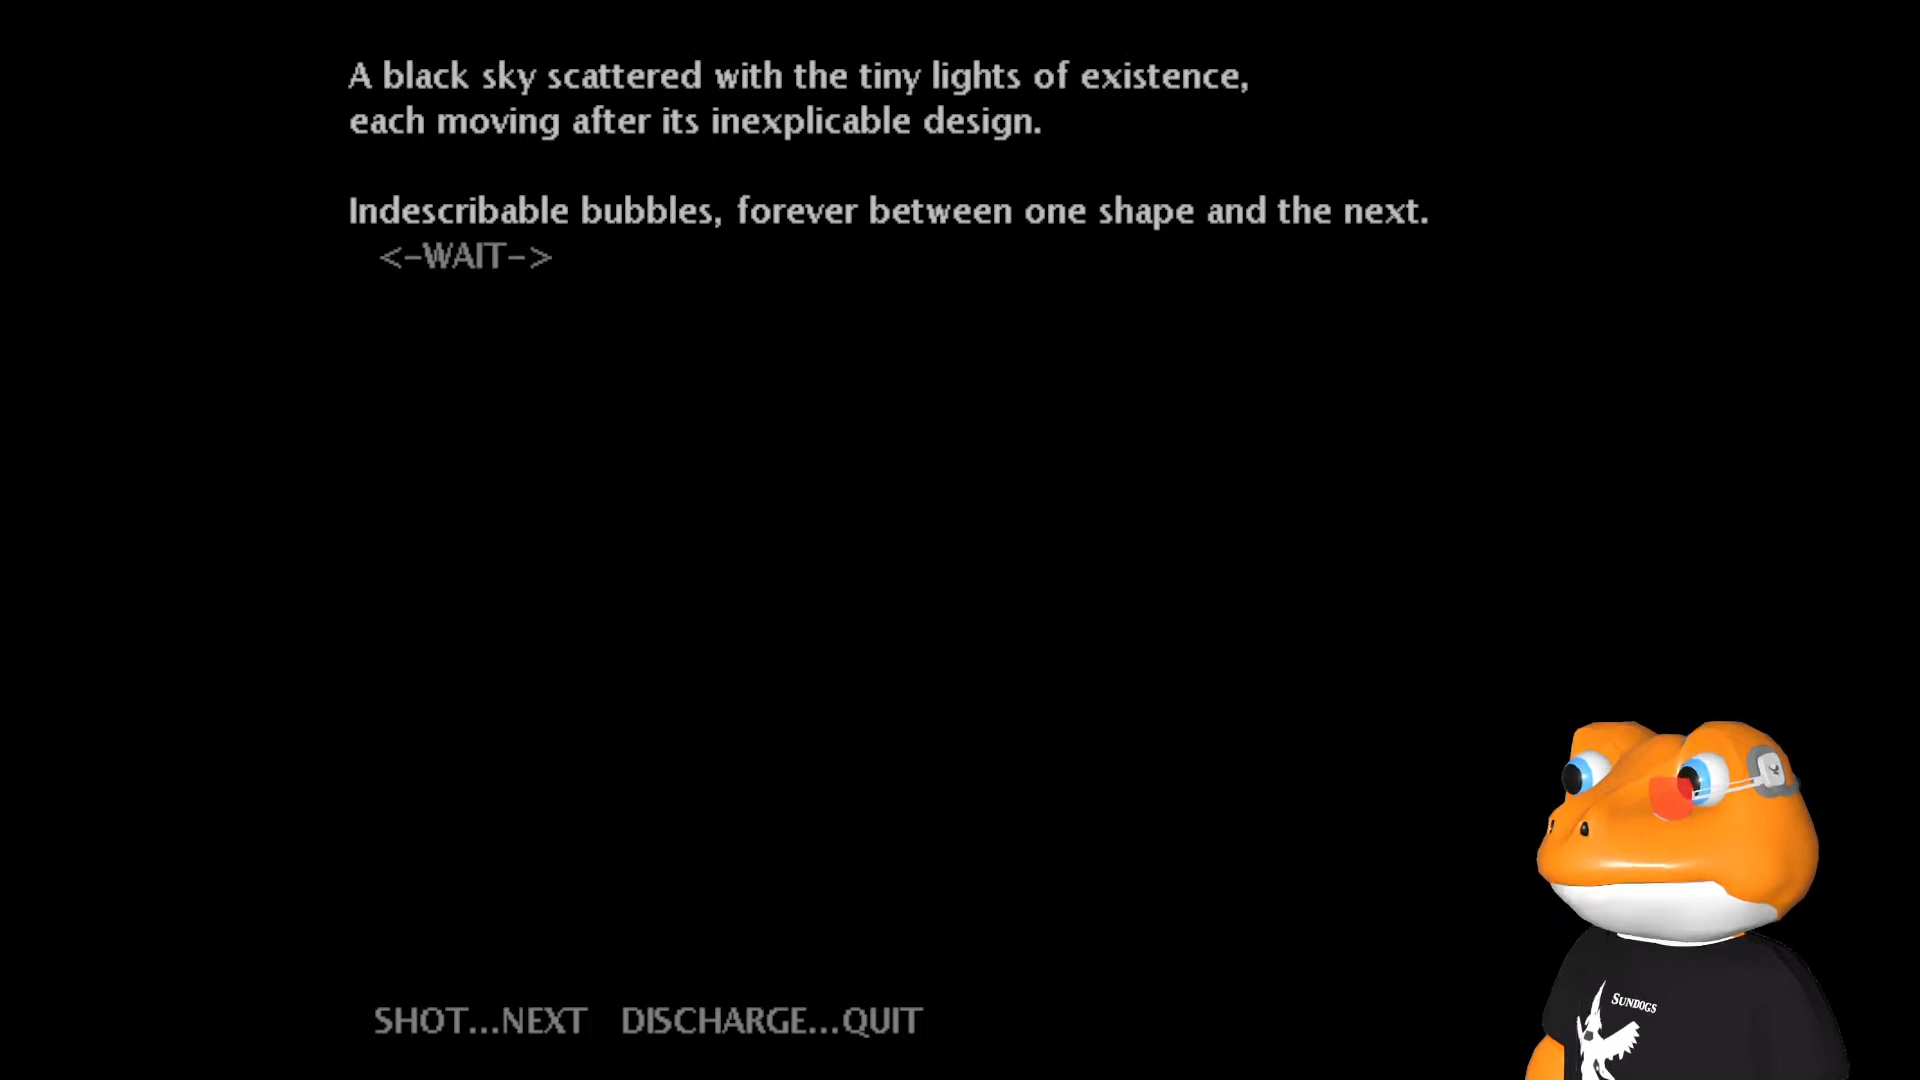 A black sky scattered with the tiny lights of existence,
each moving after its inexplicable design.
Indescribable bubbles, forever between one shape and the next.
<-WAIT->
SHOT...NEXT DISCHARGE...QUIT
SUNDOGS